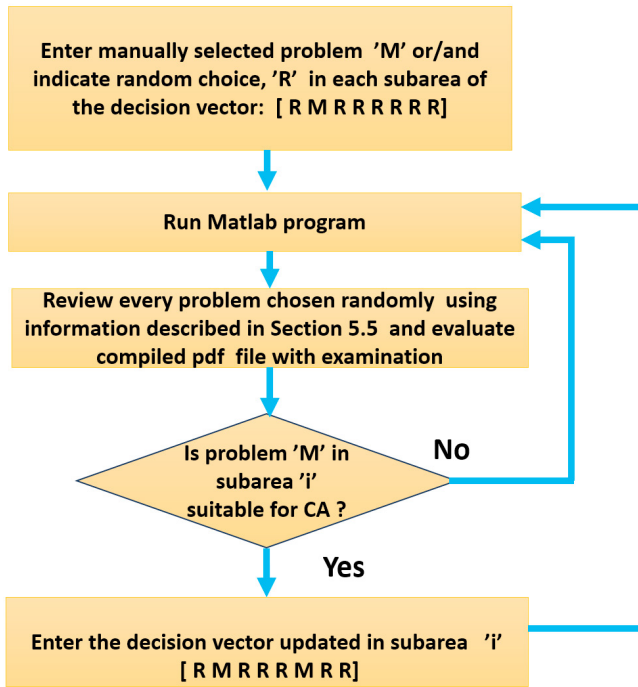 Enter manually selected problem 'M' or/and
indicate random choice, 'R' in each subarea of
the decision vector: [ R M R R R R R R]
Run Matlab program
Review every problem chosen randomly using
information described in Section 5.5 and evaluate
compiled pdf file with examination
Is problem 'M' in
subarea 'i'
suitable for CA ?
No
Yes
Enter the decision vector updated in subarea 'i'
[ R M R R R M R R]